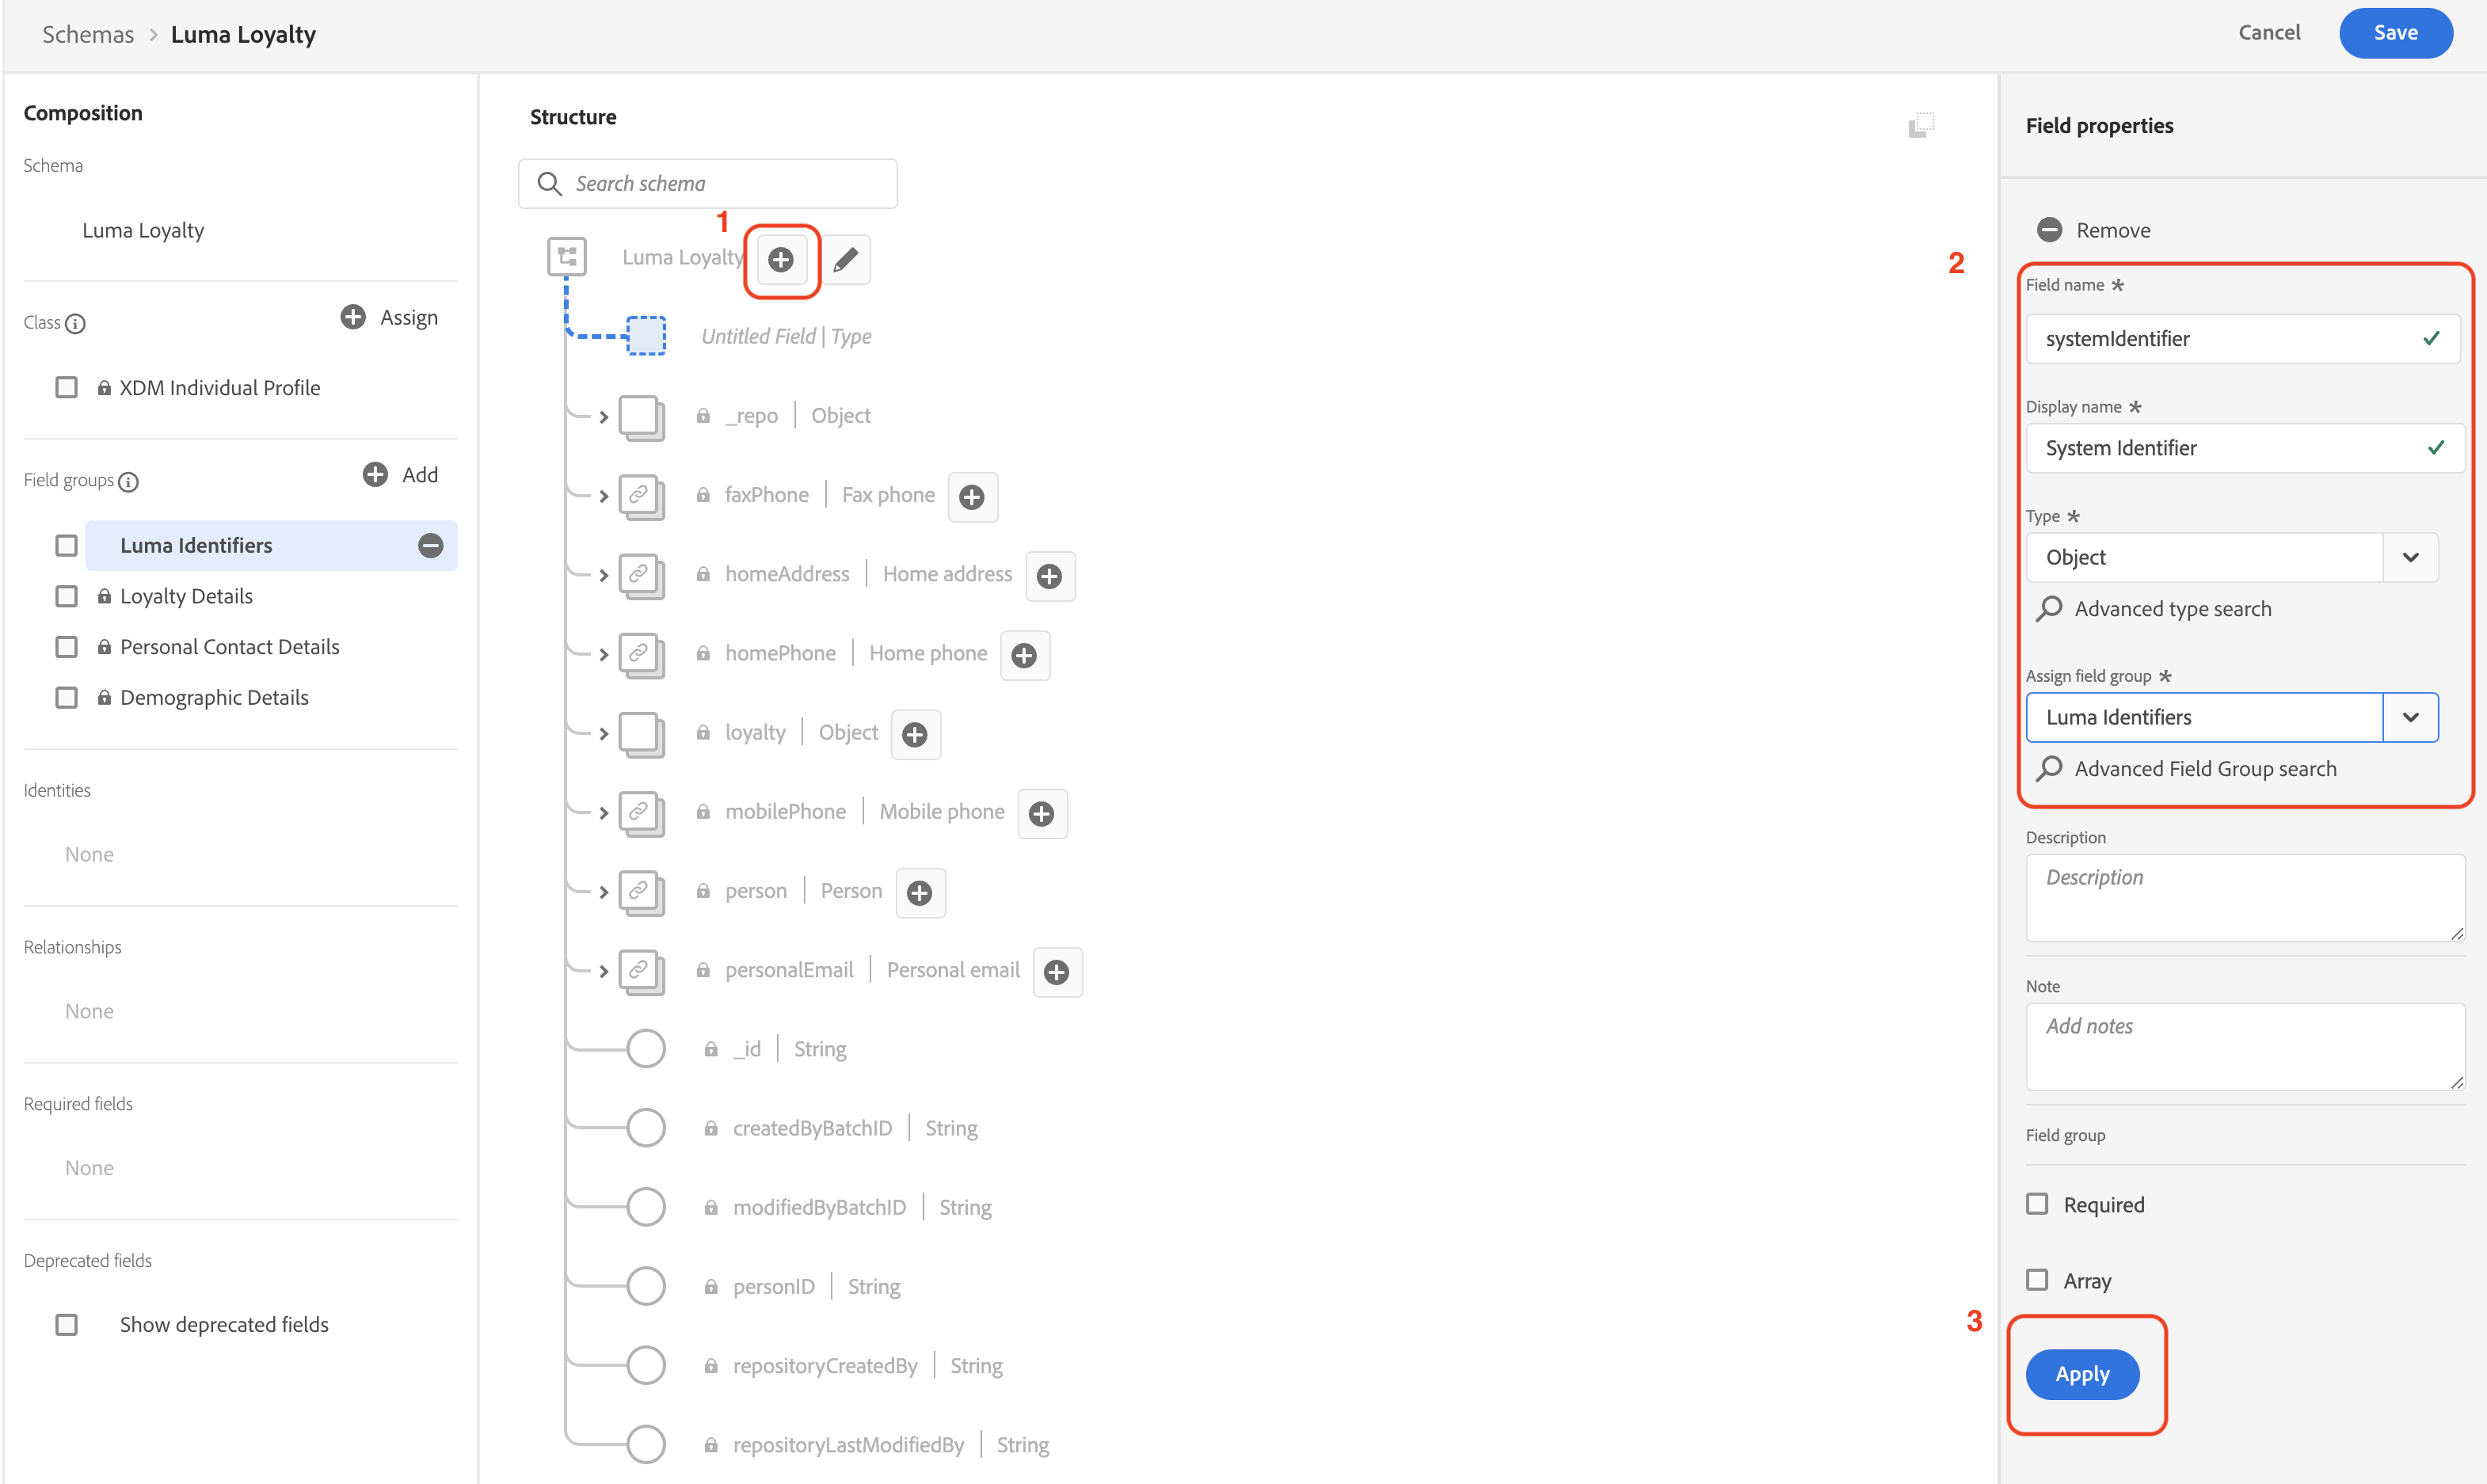 Schemas > Luma Loyalty
Cancel
Save
Composition
Schema
Luma Loyalty
Class
Assign
XDM Individual Profile
Field groups
Add
Luma Identifiers
Loyalty Details
Personal Contact Details
Demographic Details
Identities
None
Relationships
None
Required fields
None
Deprecated fields
Show deprecated fields
Structure
Search schema
1
Luma Loyalty
Untitled Field | Type
_repo | Object
faxPhone | Fax phone
homeAddress | Home address
homePhone | Home phone
loyalty | Object
mobilePhone | Mobile phone
person | Person
personalEmail | Personal email
_id | String
createdByBatchID | String
modifiedByBatchID | String
personID | String
repositoryCreatedBy | String
repositoryLastModifiedBy | String
Field properties
Remove
2
Field name *
systemIdentifier
Display name *
System Identifier
Type *
Object
Advanced type search
Assign field group *
Luma Identifiers
Advanced Field Group search
Description
Description
Note
Add notes
Field group
Required
Array
3
Apply